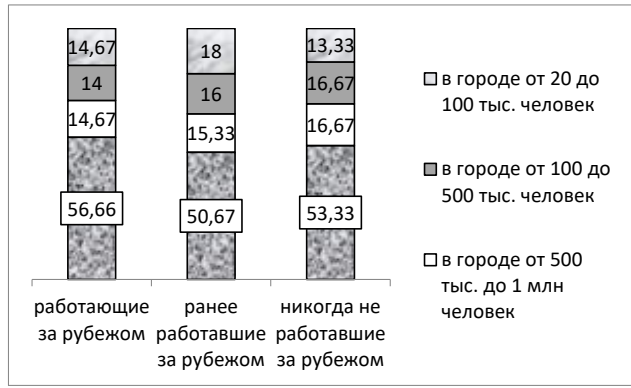 14,67
18
13,33
14
16
16,67
14,67
15,33
16,67
56,66
50,67
53,33
работающие
за рубежом
ранее
работавшие
за рубежом
никогда не
работавшие
за рубежом
в городе от 20 до
100 тыс. человек
в городе от 100 до
500 тыс. человек
в городе от 500
тыс. до 1 млн
человек